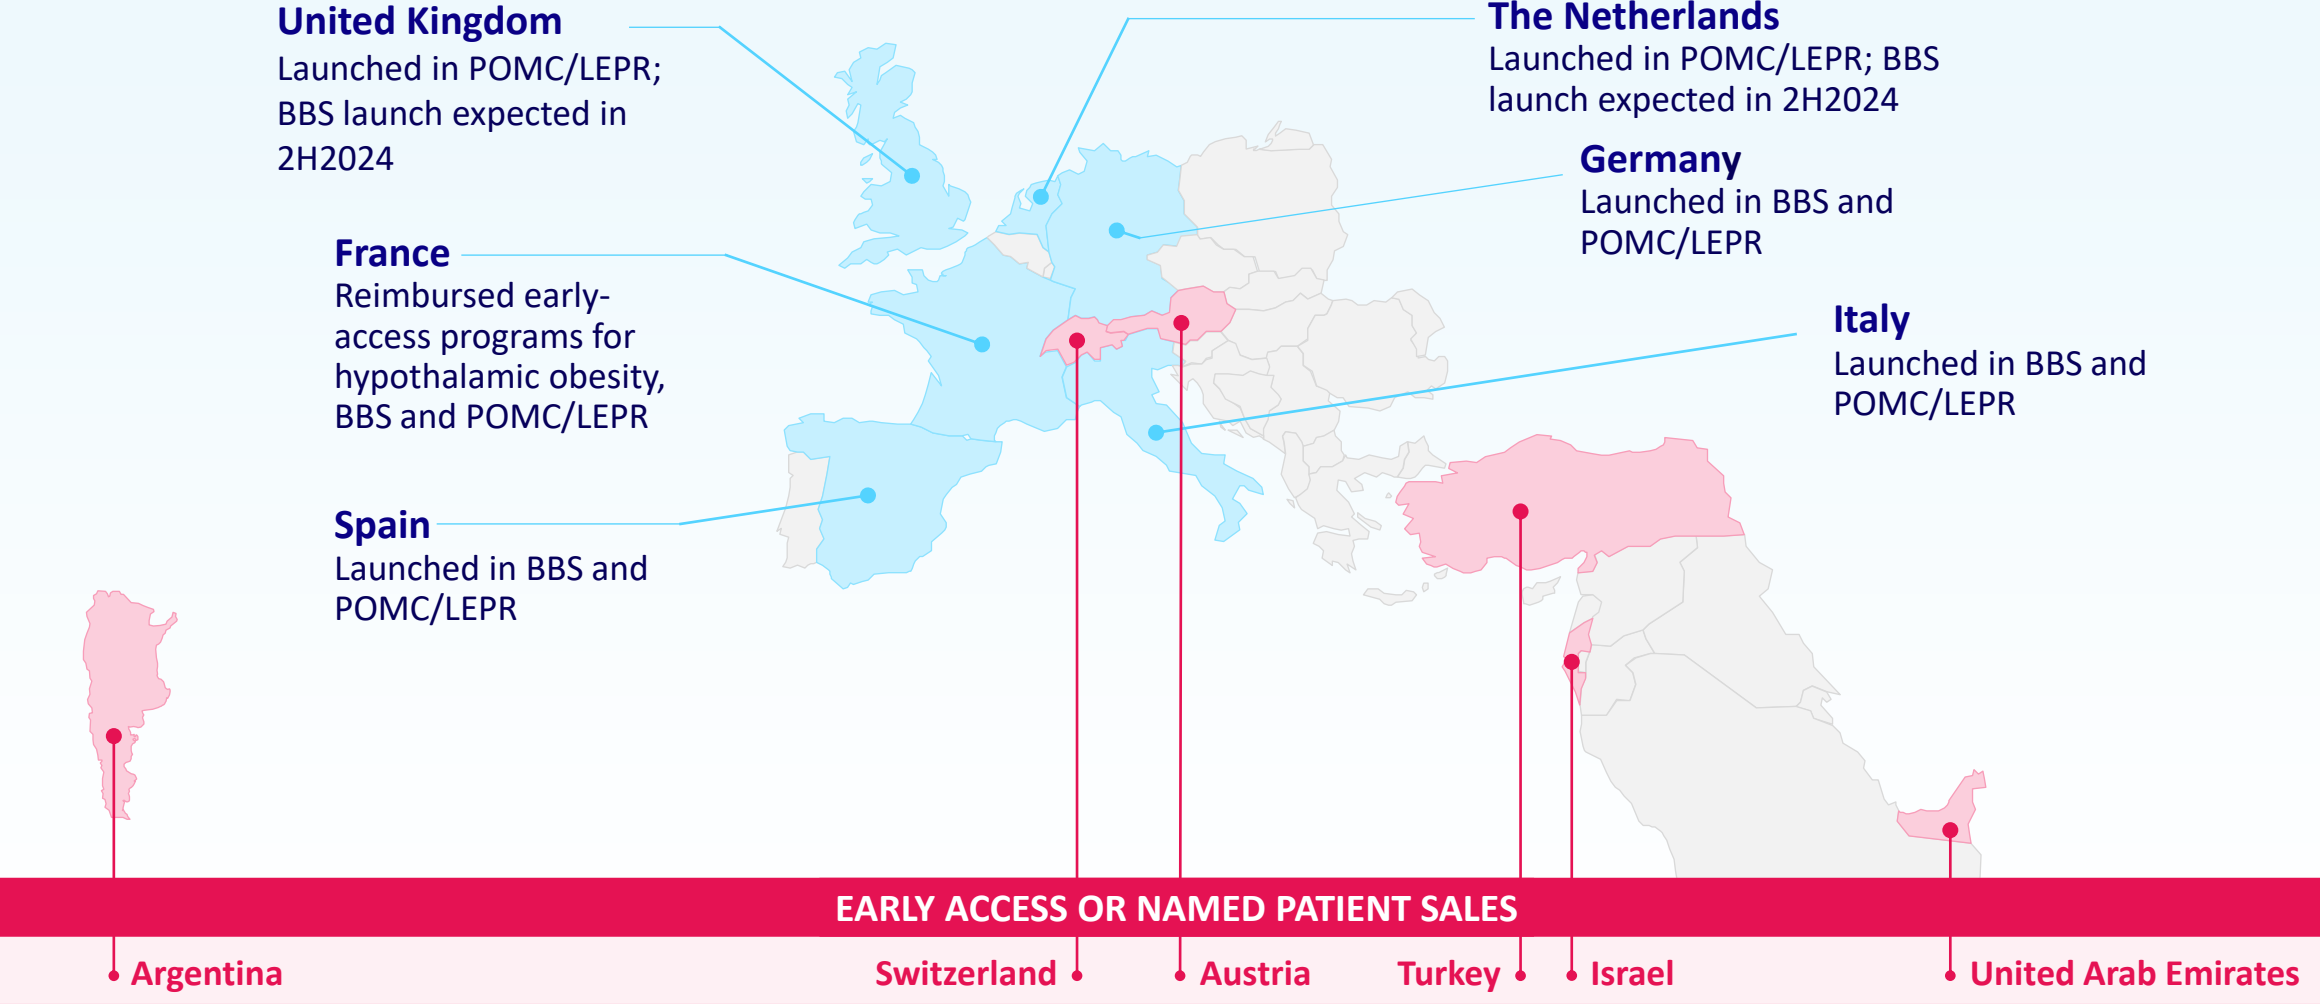 United Kingdom
Launched in POMC/LEPR;
BBS launch expected in
2H2024
The Netherlands
Launched in POMC/LEPR; BBS
launch expected in 2H2024
Germany
Launched in BBS and
POMC/LEPR
France
Reimbursed early-
access programs for
hypothalamic obesity,
BBS and POMC/LEPR
Italy
Launched in BBS and
POMC/LEPR
Spain
Launched in BBS and
POMC/LEPR
EARLY ACCESS OR NAMED PATIENT SALES
Argentina
Switzerland
Austria
Turkey
Israel
United Arab Emirates